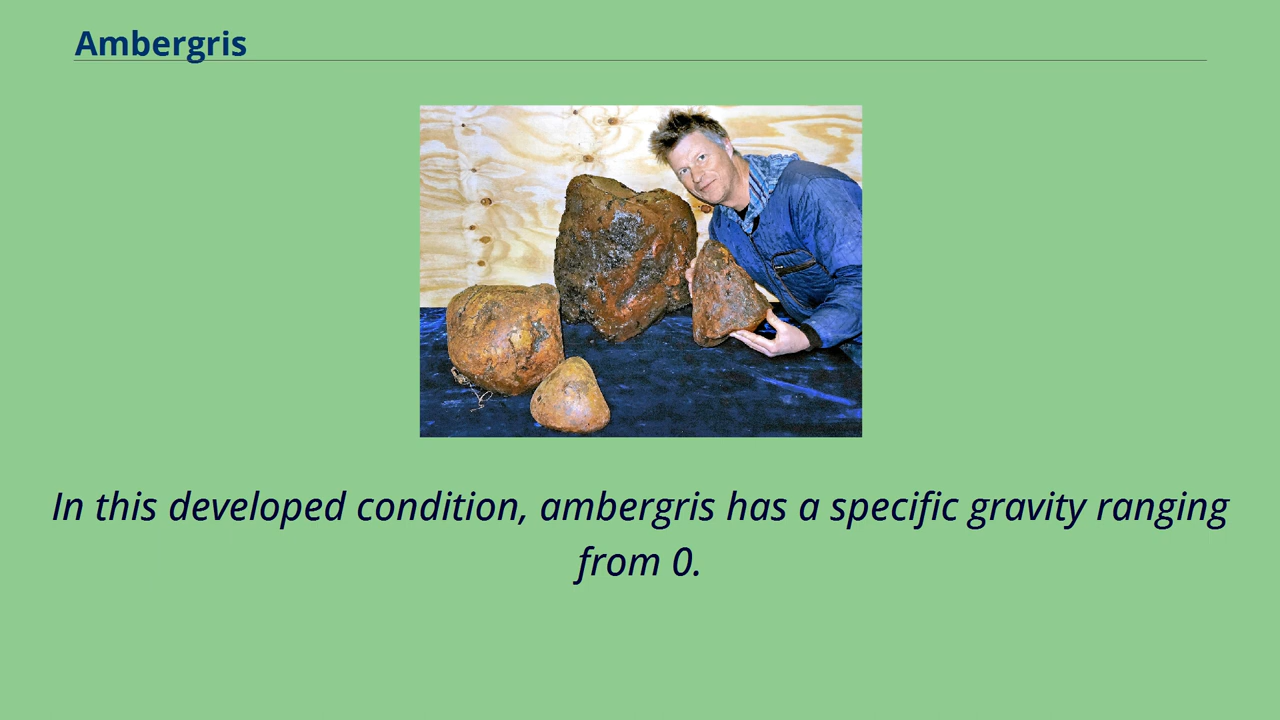 Ambergris
In this developed condition, ambergris has a specific gravity ranging
from 0.